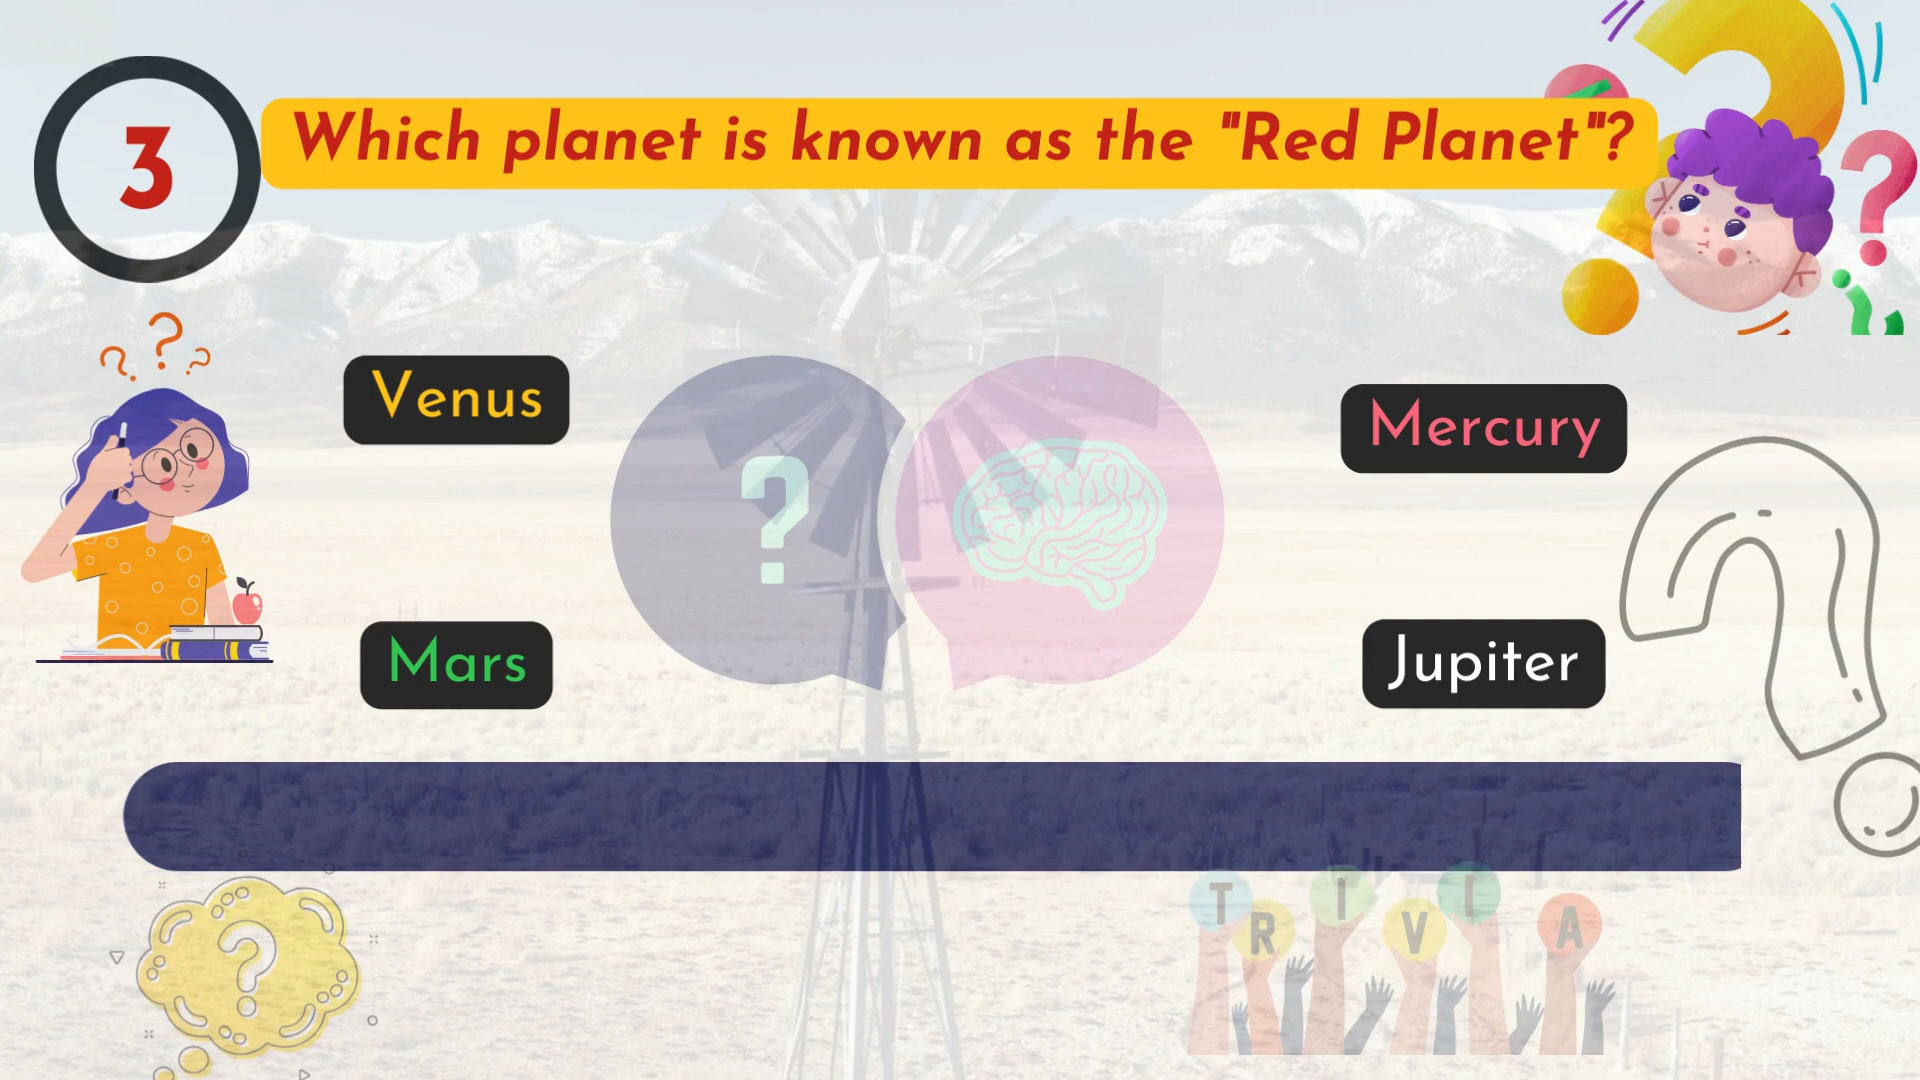 3
Which planet is known as the "Red Planet"?
Venus
Mercury
Mars
Jupiter
TRIVIA